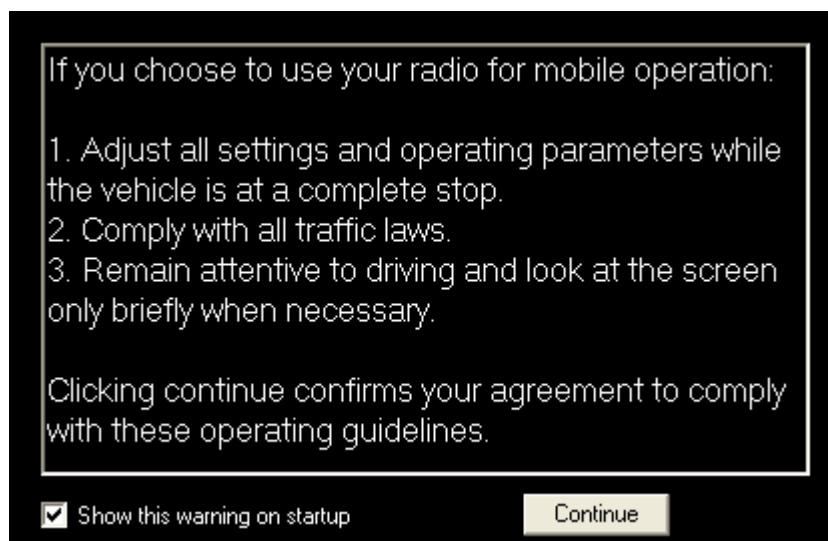 If you choose to use your radio for mobile operation:
1. Adjust all settings and operating parameters while
the vehicle is at a complete stop.
2. Comply with all traffic laws.
3. Remain attentive to driving and look at the screen
only briefly when necessary.
Clicking continue confirms your agreement to comply
with these operating guidelines.
Show this warning on startup
Continue